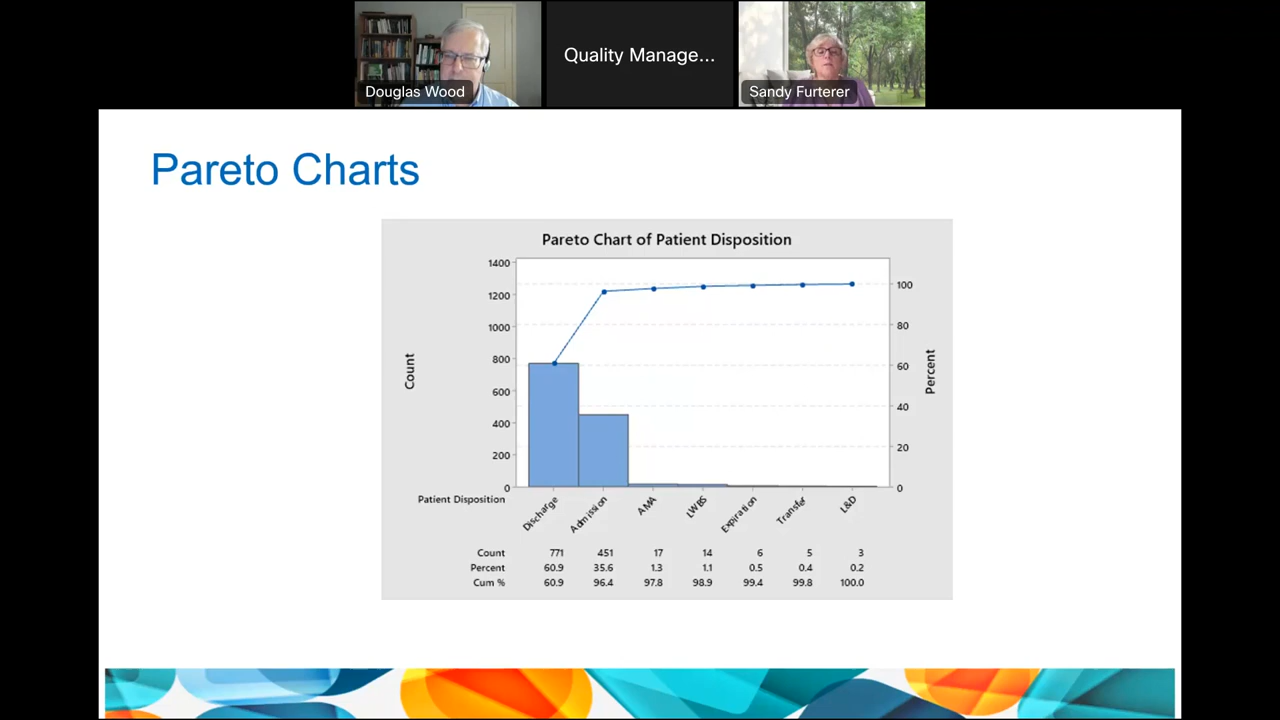 Douglas Wood
Quality Manage...
Sandy Furterer
Pareto Charts
Pareto Chart of Patient Disposition
1400
1200
1000
800
600
400
200
0
Count
100
80
60
40
20
0
Percent
Patient Disposition Discharge Admission AMA LWBS Expiration Transfer L&D
Count 771 451 17 14 6 5 3
Percent 60.9 35.6 1.3 1.1 0.5 0.4 0.2
Cum % 60.9 96.4 97.8 98.9 99.4 99.8 100.0